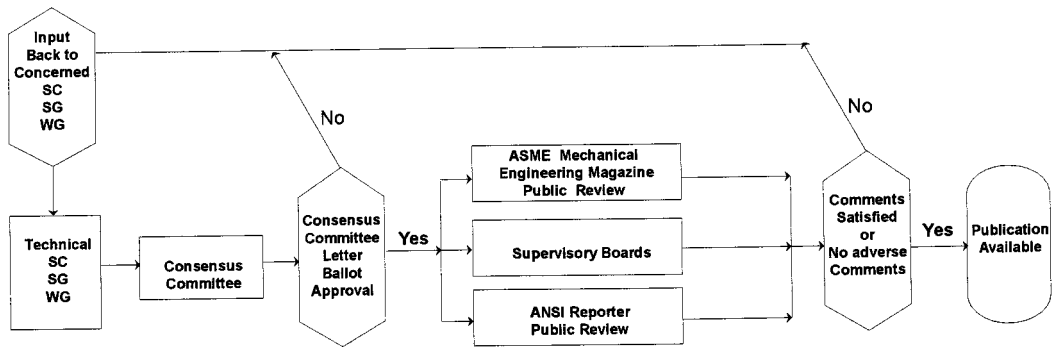 Input
Back to
Concerned
SC
SG
WG
Technical
SC
SG
WG
Consensus
Committee
No
Consensus
Committee
Letter
Ballot
Approval
Yes
ASME Mechanical
Engineering Magazine
Public Review
Supervisory Boards
ANSI Reporter
Public Review
No
Comments
Satisfied
or
No adverse
Comments
Yes
Publication
Available